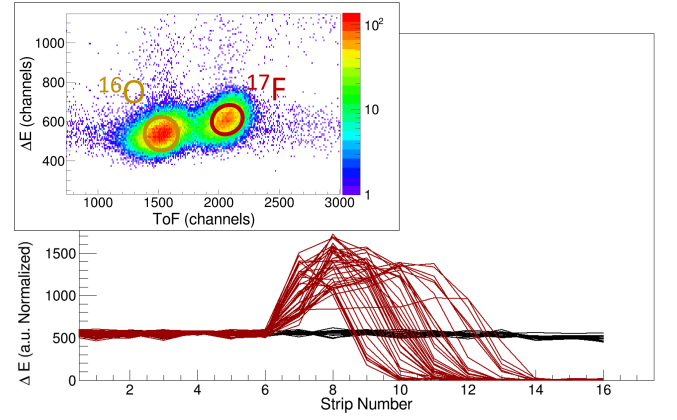 1000
800
600
400
ΔE (channels)
¹⁶O
¹⁷F
10²
10
1
1000 1500 2000 2500 3000
ToF (channels)
1500
1000
500
0
Δ E (a.u. Normalized)
2 4 6 8 10 12 14 16
Strip Number